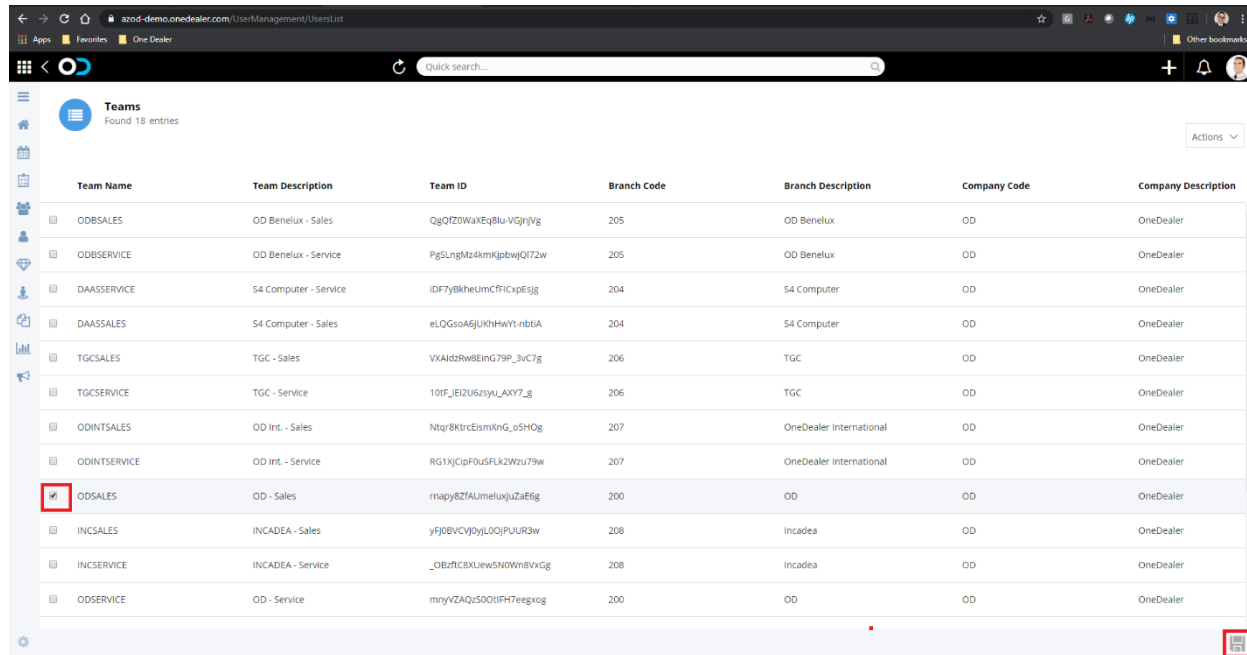 azod-demo.onedealer.com/UserManagement/UsersList
Apps Favorites One Dealer Other bookmarks
Quick search...
Teams
Found 18 entries
Actions
Team Name Team Description Team ID Branch Code Branch Description Company Code Company Description
ODBSALES OD Benelux - Sales QgQfZ0WaXEq8Iu-VGJnJVg 205 OD Benelux OD OneDealer
ODBSERVICE OD Benelux - Service PgSLngMz4kmKjpbwjQI72w 205 OD Benelux OD OneDealer
DAASSERVICE S4 Computer - Service iDF7yBkheUmCfFICxpEsJg 204 S4 Computer OD OneDealer
DAASSALES S4 Computer - Sales eLQGsoA6jUKhHwYt-nbtiA 204 S4 Computer OD OneDealer
TGCSALES TGC - Sales VXAIdzRw8EinG79P_3vC7g 206 TGC OD OneDealer
TGCSERVICE TGC - Service 10tF_IEi2U6zsyu_AXY7_g 206 TGC OD OneDealer
ODINTSALES OD Int. - Sales Ntqr8KtrcEismXnG_o5HOg 207 OneDealer International OD OneDealer
ODINTSERVICE OD Int. - Service RG1XjCipF0uSFLk2Wzu79w 207 OneDealer International OD OneDealer
ODSALES OD - Sales rnapy8ZfAUmeluxjuZaE6g 200 OD OD OneDealer
INCSALES INCADEA - Sales yFJ0BVCVJ0yjL0OjPUUR3w 208 Incadea OD OneDealer
INCSERVICE INCADEA - Service _OBzftC8XUew5N0Wn8VxGg 208 Incadea OD OneDealer
ODSERVICE OD - Service mnyVZAQzS0OtIFH7eegxog 200 OD OD OneDealer